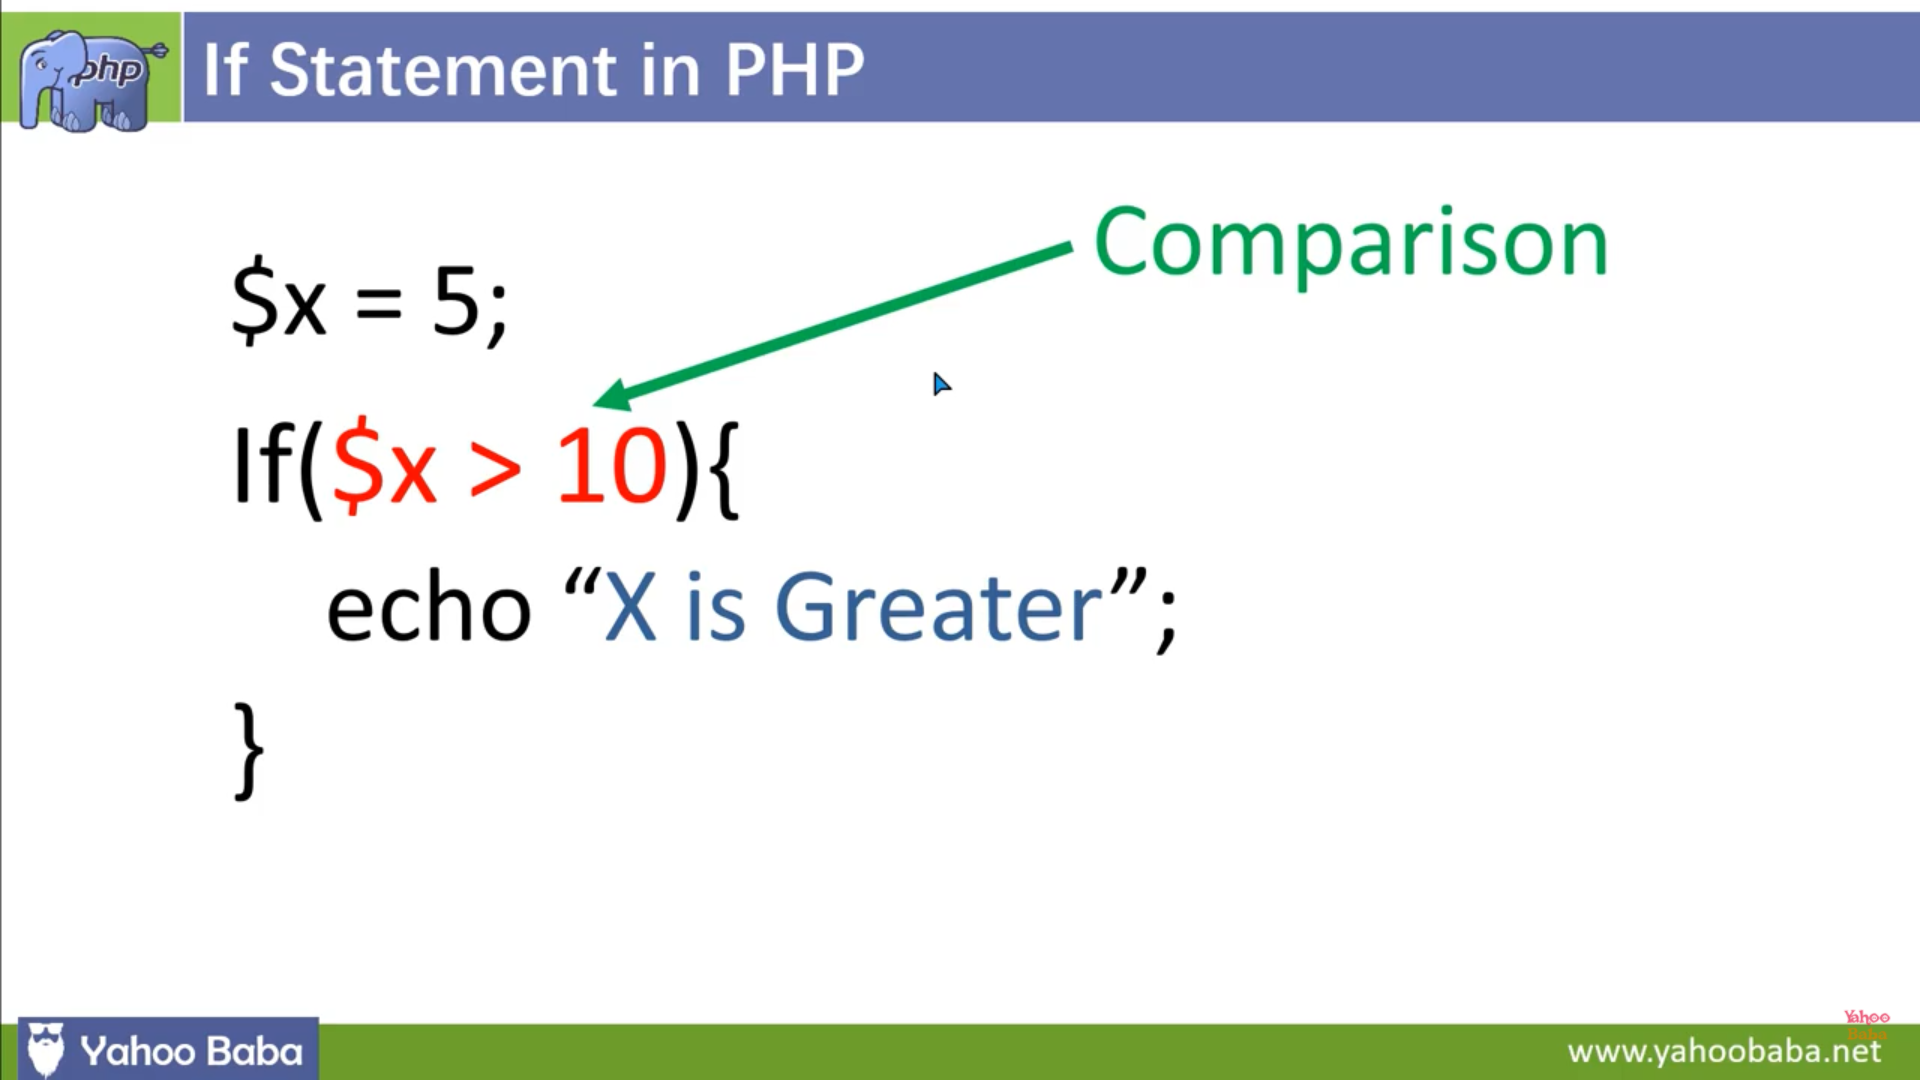 php
If Statement in PHP
Comparison
$x = 5;
If($x > 10){
echo “X is Greater”;
}
Yahoo
Baba
Yahoo Baba
www.yahoobaba.net